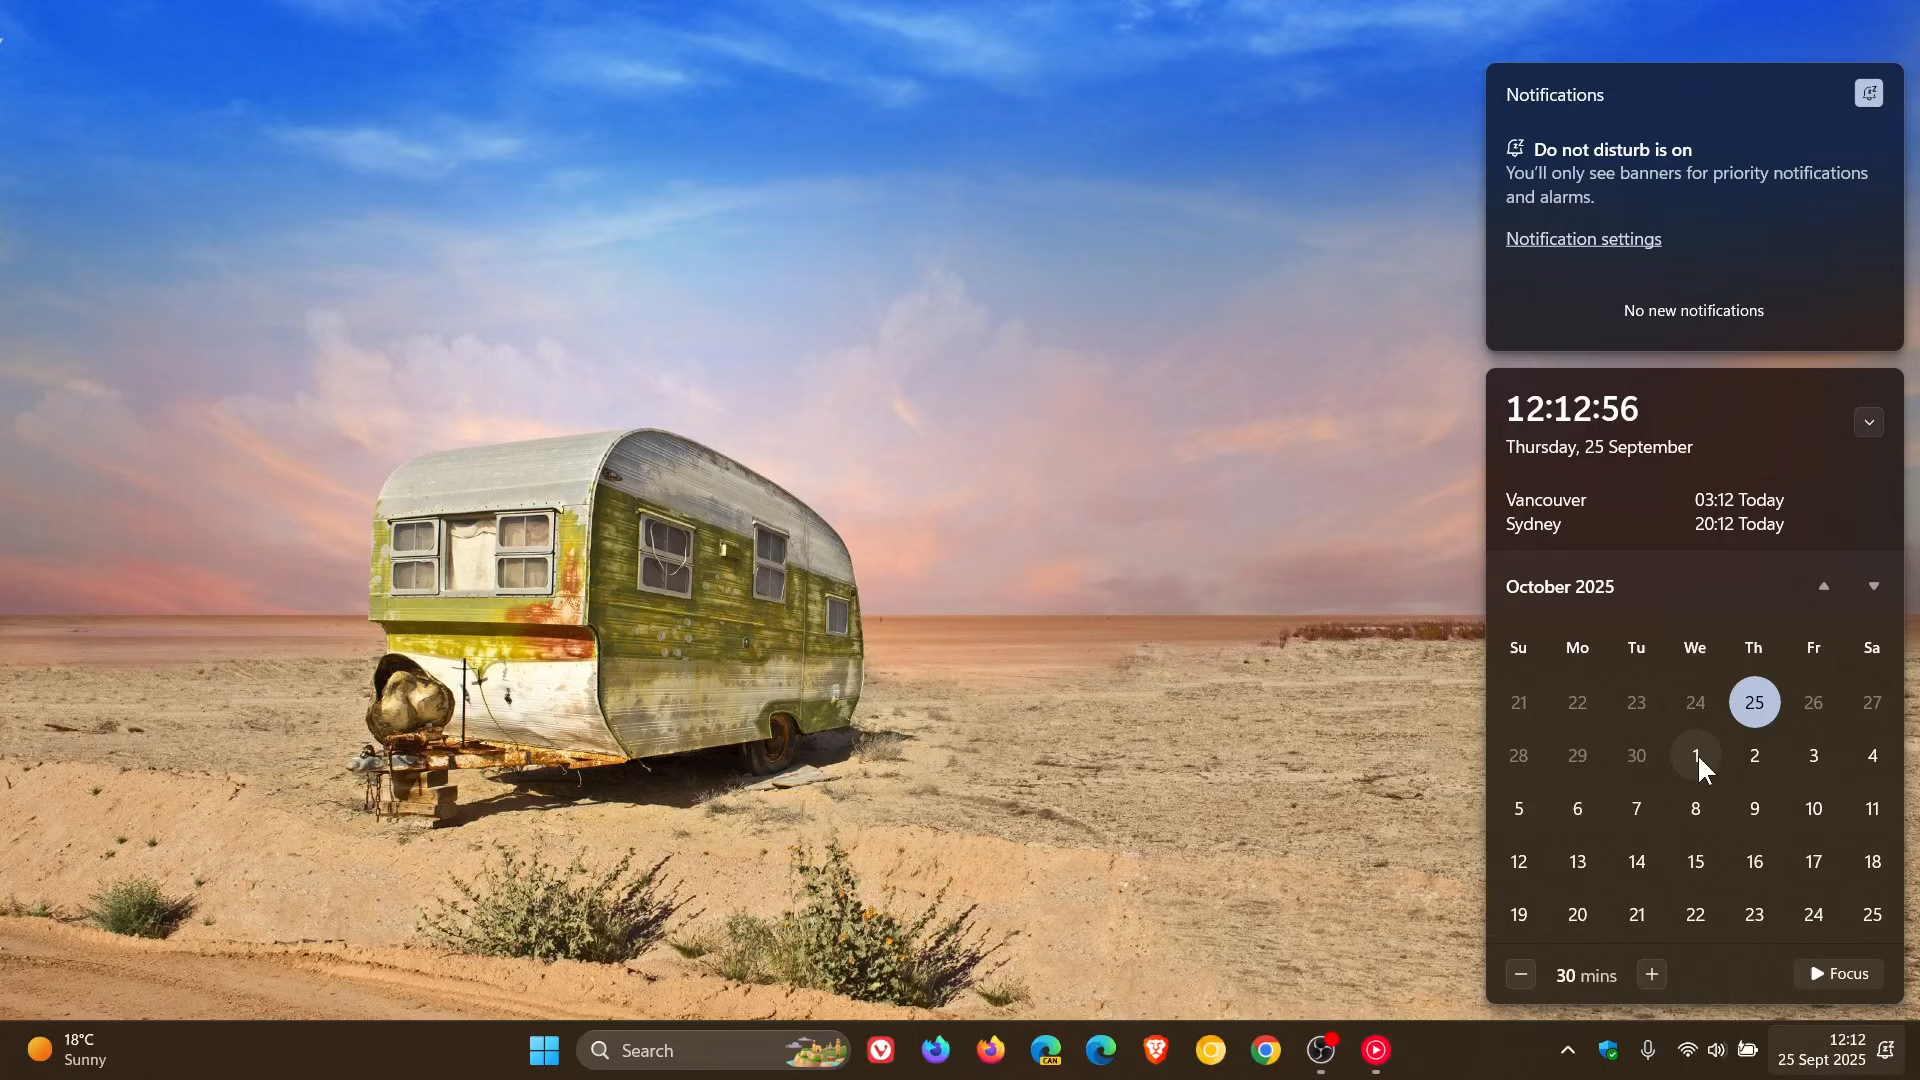 Notifications
Do not disturb is on
You'll only see banners for priority notifications
and alarms.
Notification settings
No new notifications
12:12:56
Thursday, 25 September
Vancouver 03:12 Today
Sydney 20:12 Today
October 2025
Su Mo Tu We Th Fr Sa
21 22 23 24 25 26 27
28 29 30 1 2 3 4
5 6 7 8 9 10 11
12 13 14 15 16 17 18
19 20 21 22 23 24 25
30 mins Focus
18°C
Sunny
Search
CAN
12:12
25 Sept 2025